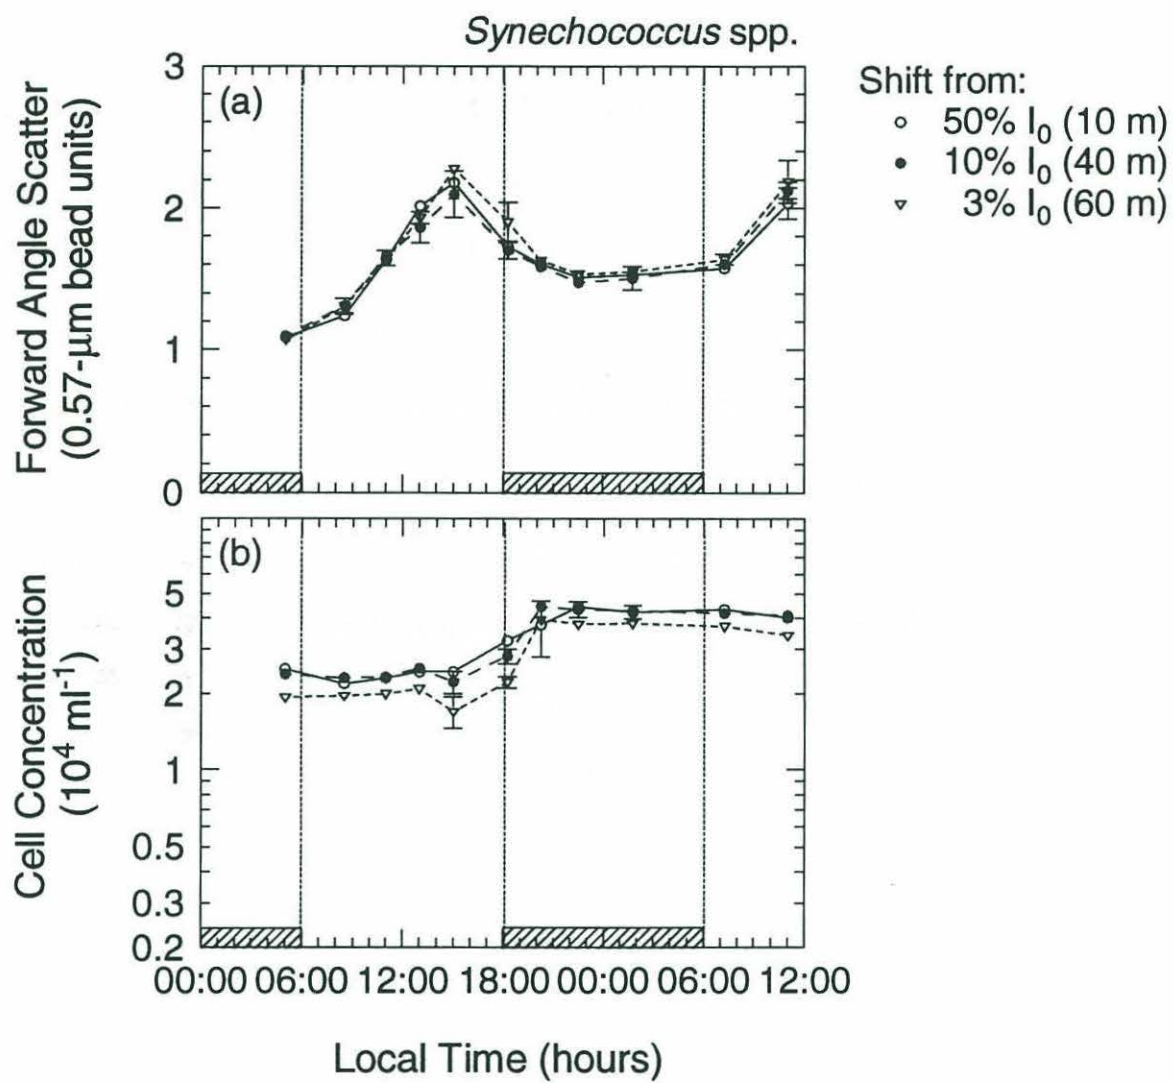 Synechococcus spp.
Forward Angle Scatter
(0.57-µm bead units)
3
2
1
0
(a)
Shift from:
50% I0 (10 m)
10% I0 (40 m)
3% I0 (60 m)
Cell Concentration
(10^4 ml^-1)
5
3
2
1
0.5
0.3
0.2
(b)
00:00 06:00 12:00 18:00 00:00 06:00 12:00
Local Time (hours)